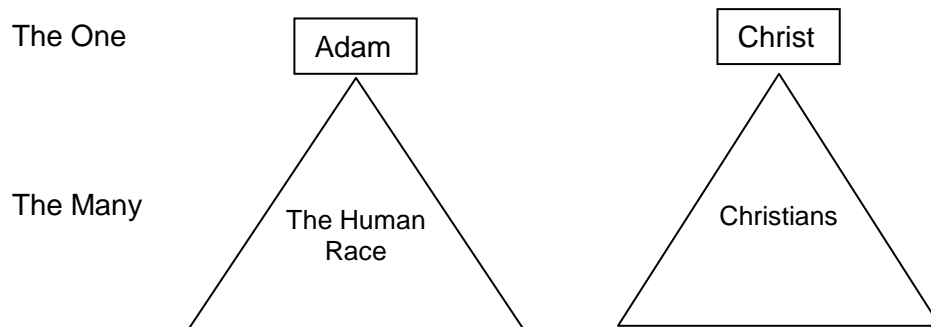 The One
Adam
Christ
The Many
The Human
Race
Christians